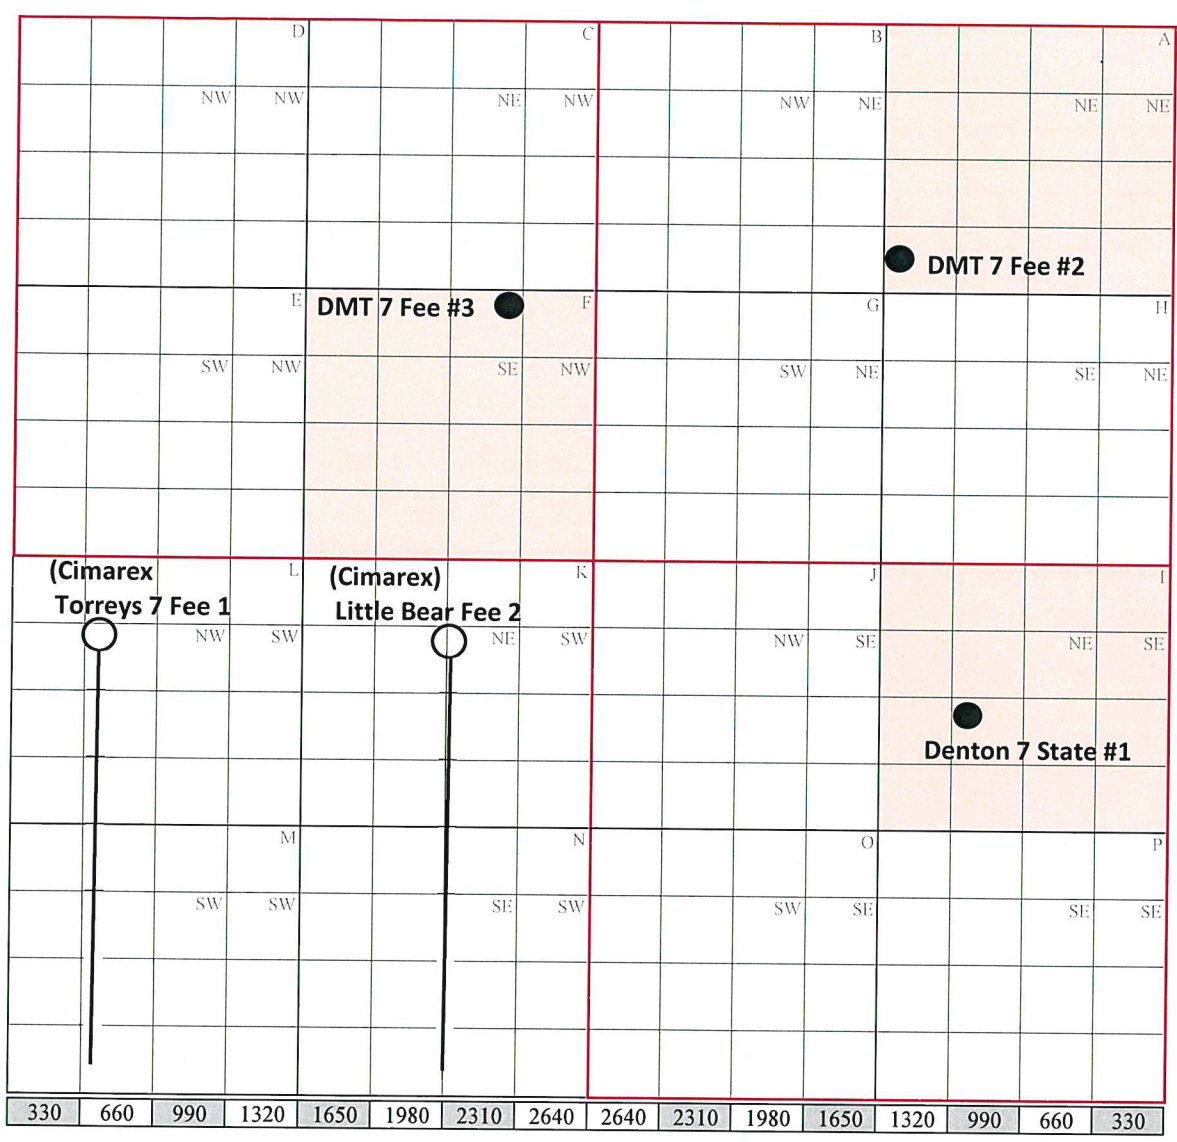 D C B A
NW NW NE NW NW NE NE NE
DMT 7 Fee #2
E DMT 7 Fee #3 F G H
SW NW SE NW SW NE SE NE
(Cimarex L (Cimarex) K J I
Torreys 7 Fee 1 Little Bear Fee 2
NW SW NE SW NW SE NE SE
Denton 7 State #1
M N O P
SW SW SE SW SW SE SE SE
330 660 990 1320 1650 1980 2310 2640 2640 2310 1980 1650 1320 990 660 330